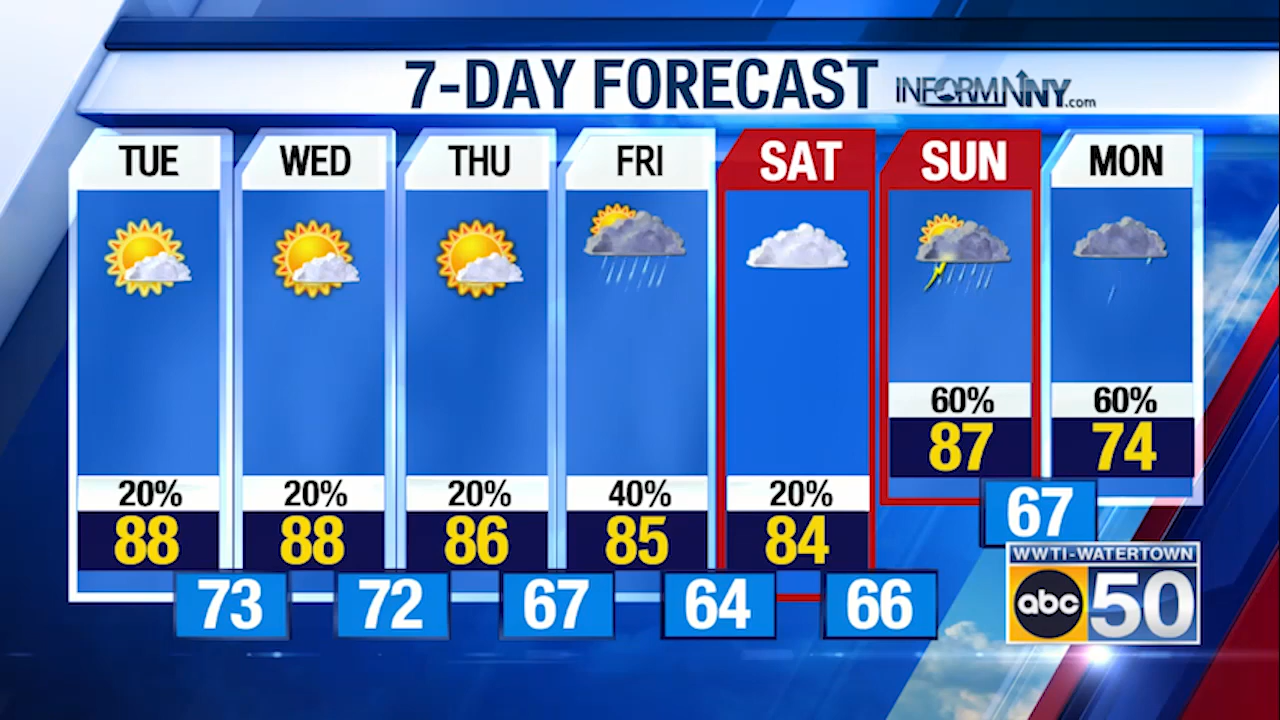 7-DAY FORECAST INFORMNNY.com
TUE WED THU FRI SAT SUN MON
60% 60%
87 74
20% 20% 20% 40% 20%
67
88 88 86 85 84
WWTI-WATERTOWN
abc 50
73 72 67 64 66